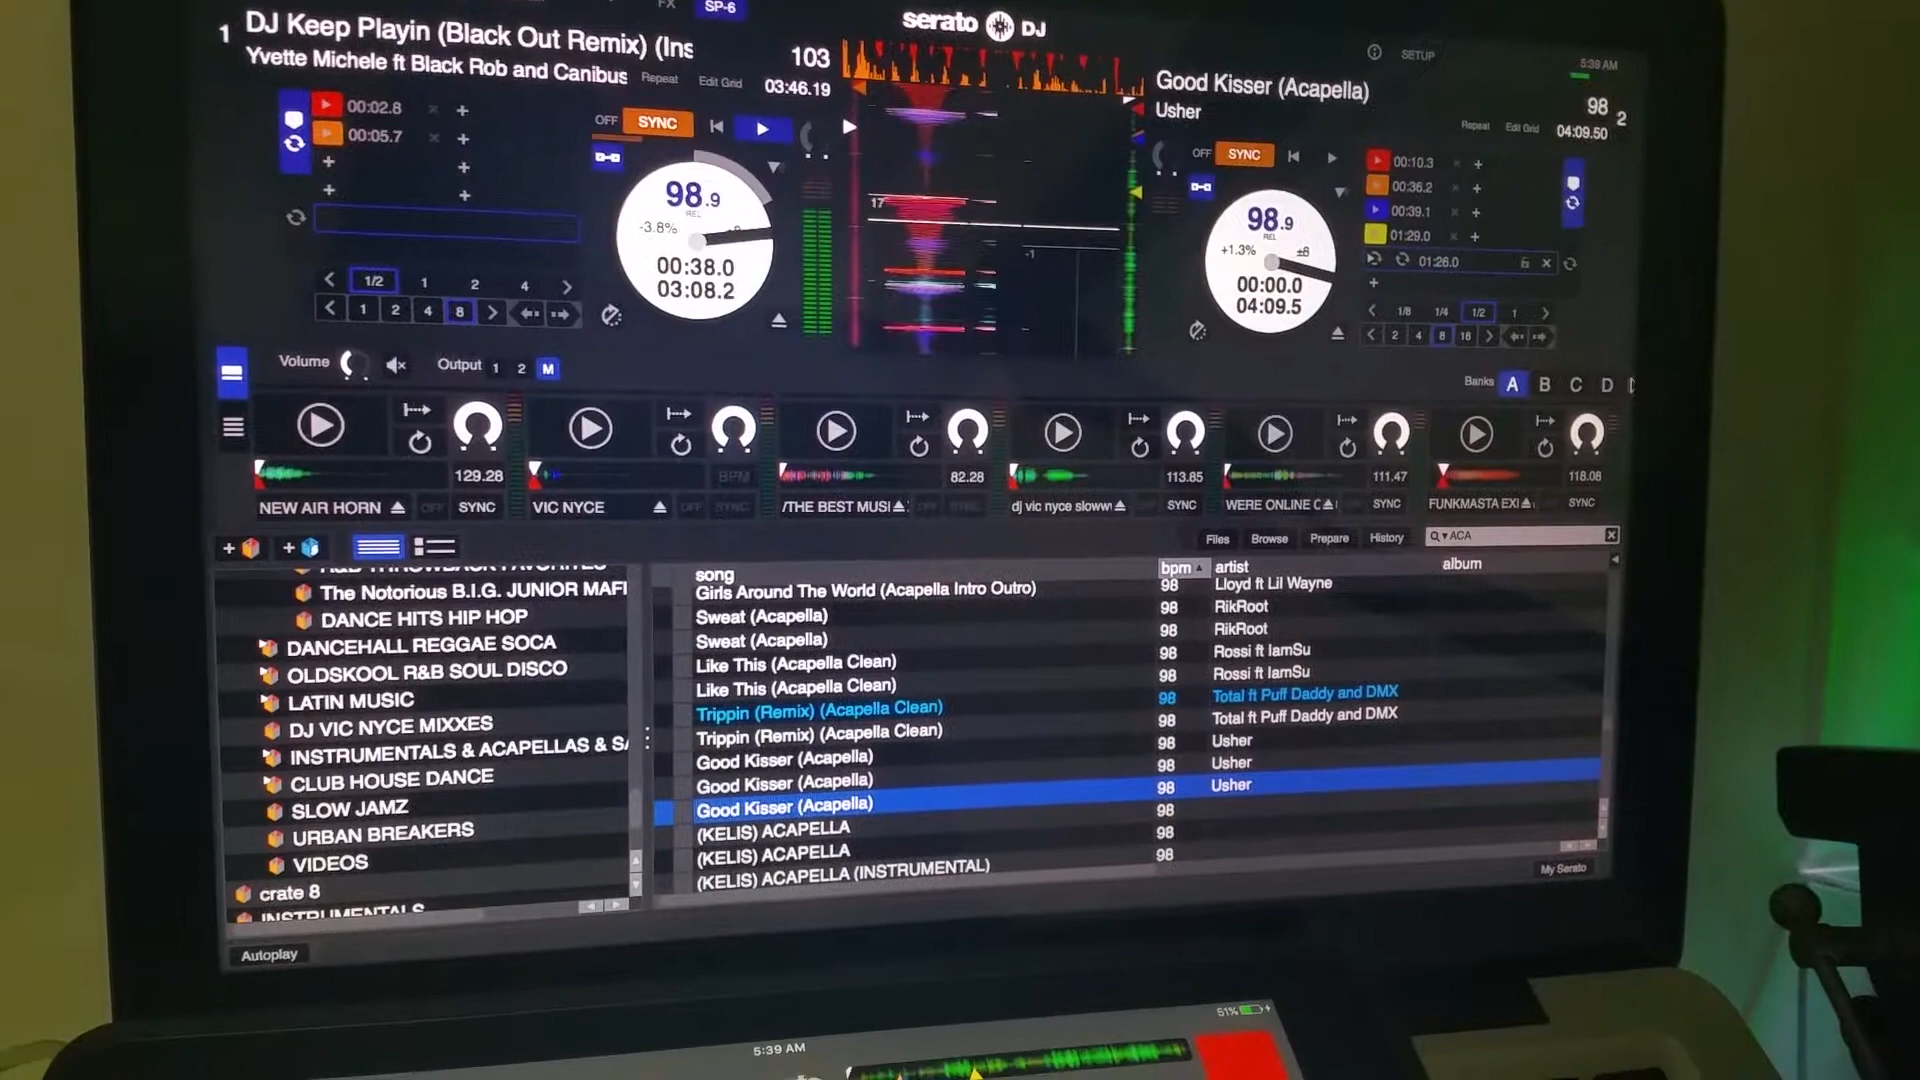 FX SP-6
serato DJ
SETUP
5:39 AM
1
DJ Keep Playin (Black Out Remix) (Ins
Yvette Michele ft Black Rob and Canibus
Repeat Edit Grid
103
03:46.19
00:02.8
00:05.7
OFF SYNC
98.9
REL
-3.8%
00:38.0
03:08.2
1/2 1 2 4
1 2 4 8
17
-1
Good Kisser (Acapella)
Usher
98 2
Repeat Edit Grid 04:09.50
OFF SYNC
98.9
REL
+1.3% ±8
00:00.0
04:09.5
00:10.3
00:36.2
00:39.1
01:29.0
01:26.0
1/8 1/4 1/2 1
2 4 8 16
Volume Output 1 2 M
Banks A B C D
129.28
NEW AIR HORN OFF SYNC
BPM
VIC NYCE OFF SYNC
82.28
/THE BEST MUSI
113.85
dj vic nyce sloww SYNC
111.47
WERE ONLINE SYNC
118.08
FUNKMASTA EXI SYNC
Files Browse Prepare History ACA
R&B THROWBACK FAVORITES
The Notorious B.I.G. JUNIOR MAFI
DANCE HITS HIP HOP
DANCEHALL REGGAE SOCA
OLDSKOOL R&B SOUL DISCO
LATIN MUSIC
DJ VIC NYCE MIXXES
INSTRUMENTALS & ACAPELLAS & SA
CLUB HOUSE DANCE
SLOW JAMZ
URBAN BREAKERS
VIDEOS
crate 8
INSTRUMENTALS
song bpm artist album
Girls Around The World (Acapella Intro Outro) 98 Lloyd ft Lil Wayne
Sweat (Acapella) 98 RikRoot
Sweat (Acapella) 98 RikRoot
Like This (Acapella Clean) 98 Rossi ft IamSu
Like This (Acapella Clean) 98 Rossi ft IamSu
Trippin (Remix) (Acapella Clean) 98 Total ft Puff Daddy and DMX
Trippin (Remix) (Acapella Clean) 98 Total ft Puff Daddy and DMX
Good Kisser (Acapella) 98 Usher
Good Kisser (Acapella) 98 Usher
Good Kisser (Acapella) 98 Usher
(KELIS) ACAPELLA 98
(KELIS) ACAPELLA 98
(KELIS) ACAPELLA (INSTRUMENTAL) 98
My Serato
Autoplay
5:39 AM
51%